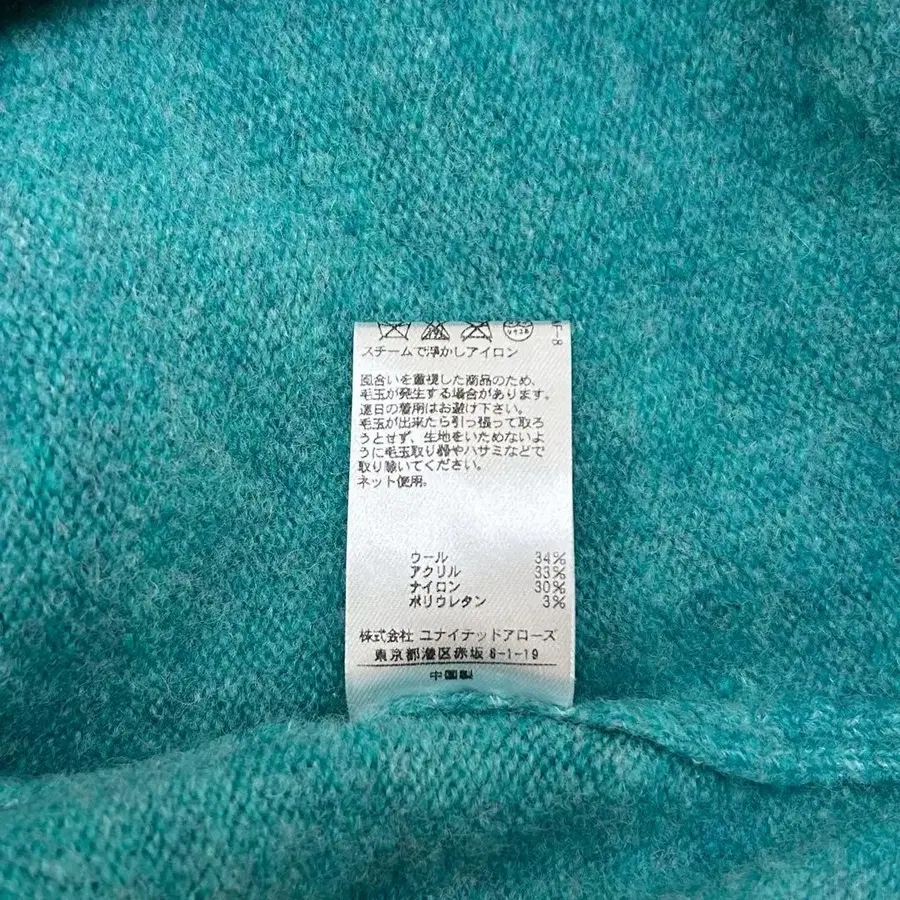 F-8
スチームで浮かしアイロン
風合いを重視した商品のため、
毛玉が発生する場合があります。
連日の着用はお避け下さい。
毛玉が出来たら引っ張って取ろ
うとせず、生地をいためないよ
うに毛玉取り器やハサミなどで
取り除いてください。
ネット使用。
ウール 34%
アクリル 33%
ナイロン 30%
ポリウレタン 3%
株式会社 ユナイテッドアローズ
東京都港区赤坂 8-1-19
中国